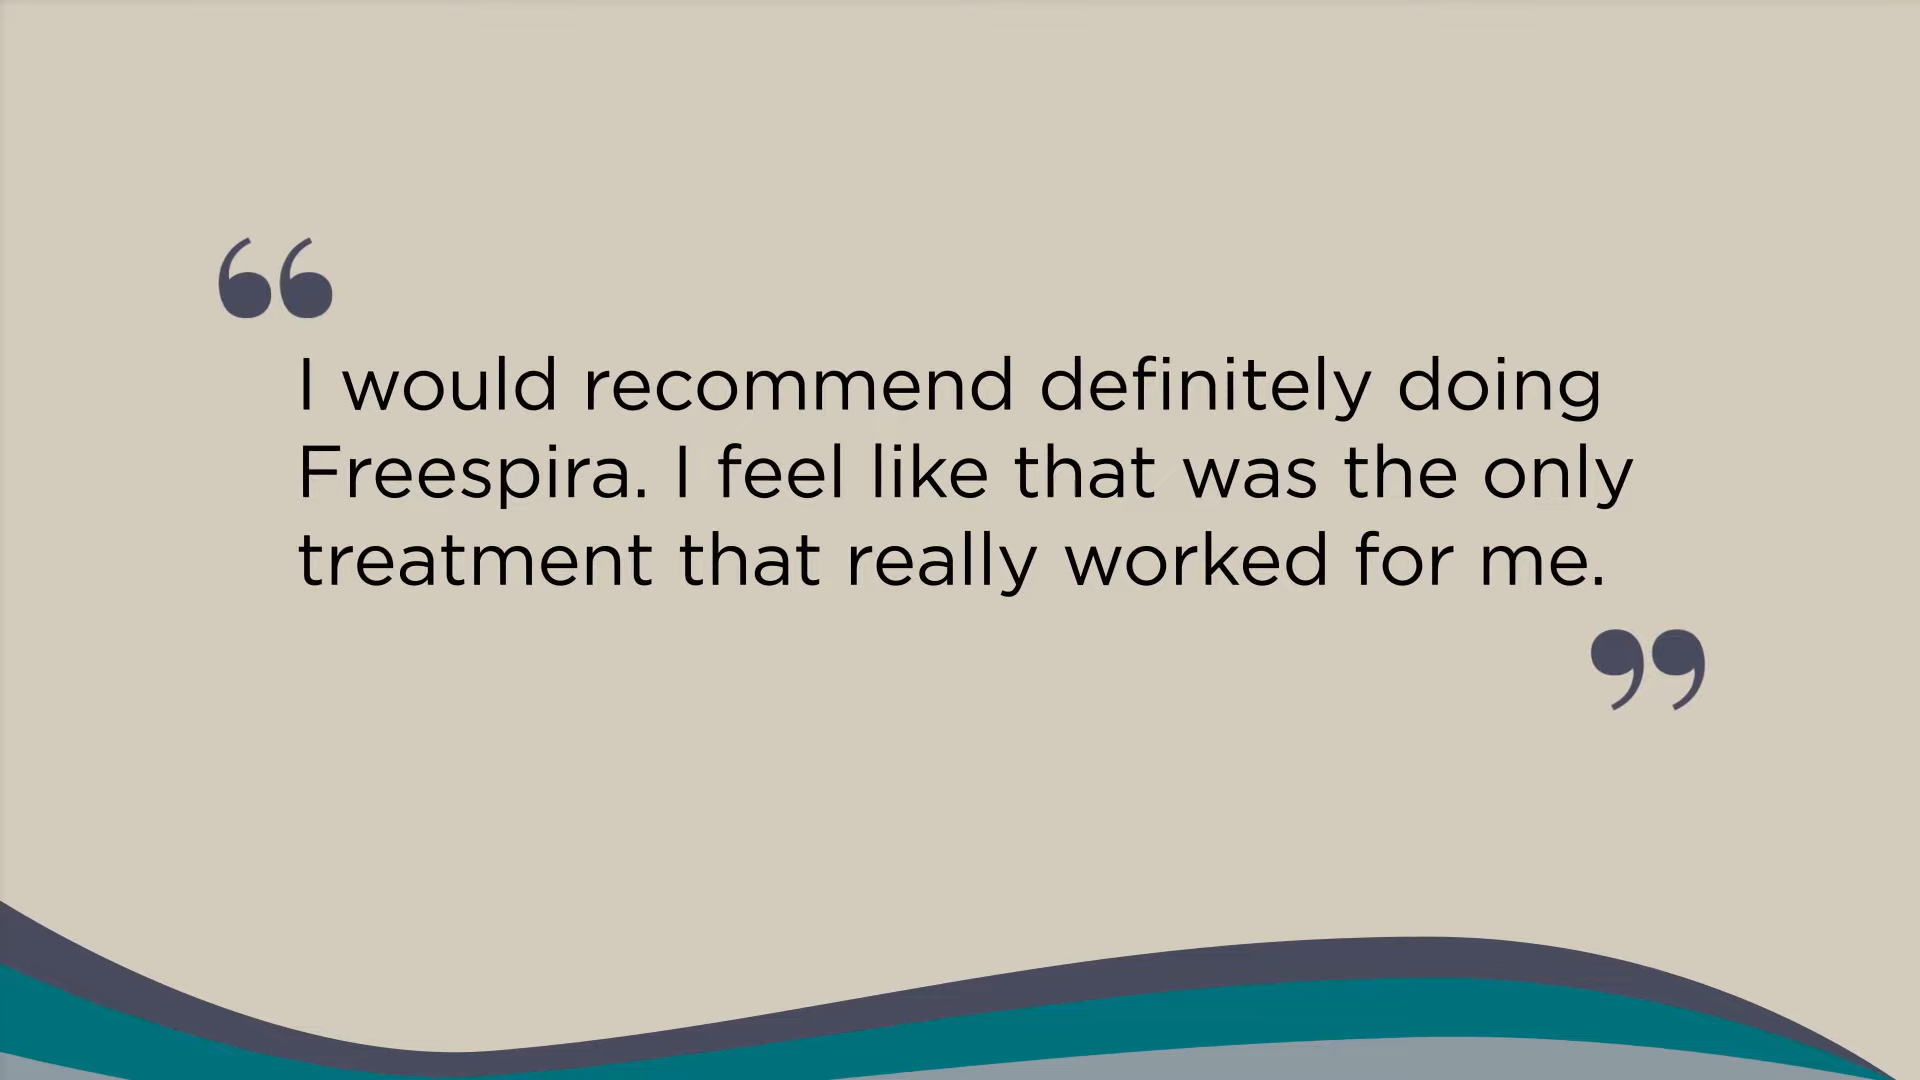 “
I would recommend definitely doing
Freespira. I feel like that was the only
treatment that really worked for me.
”